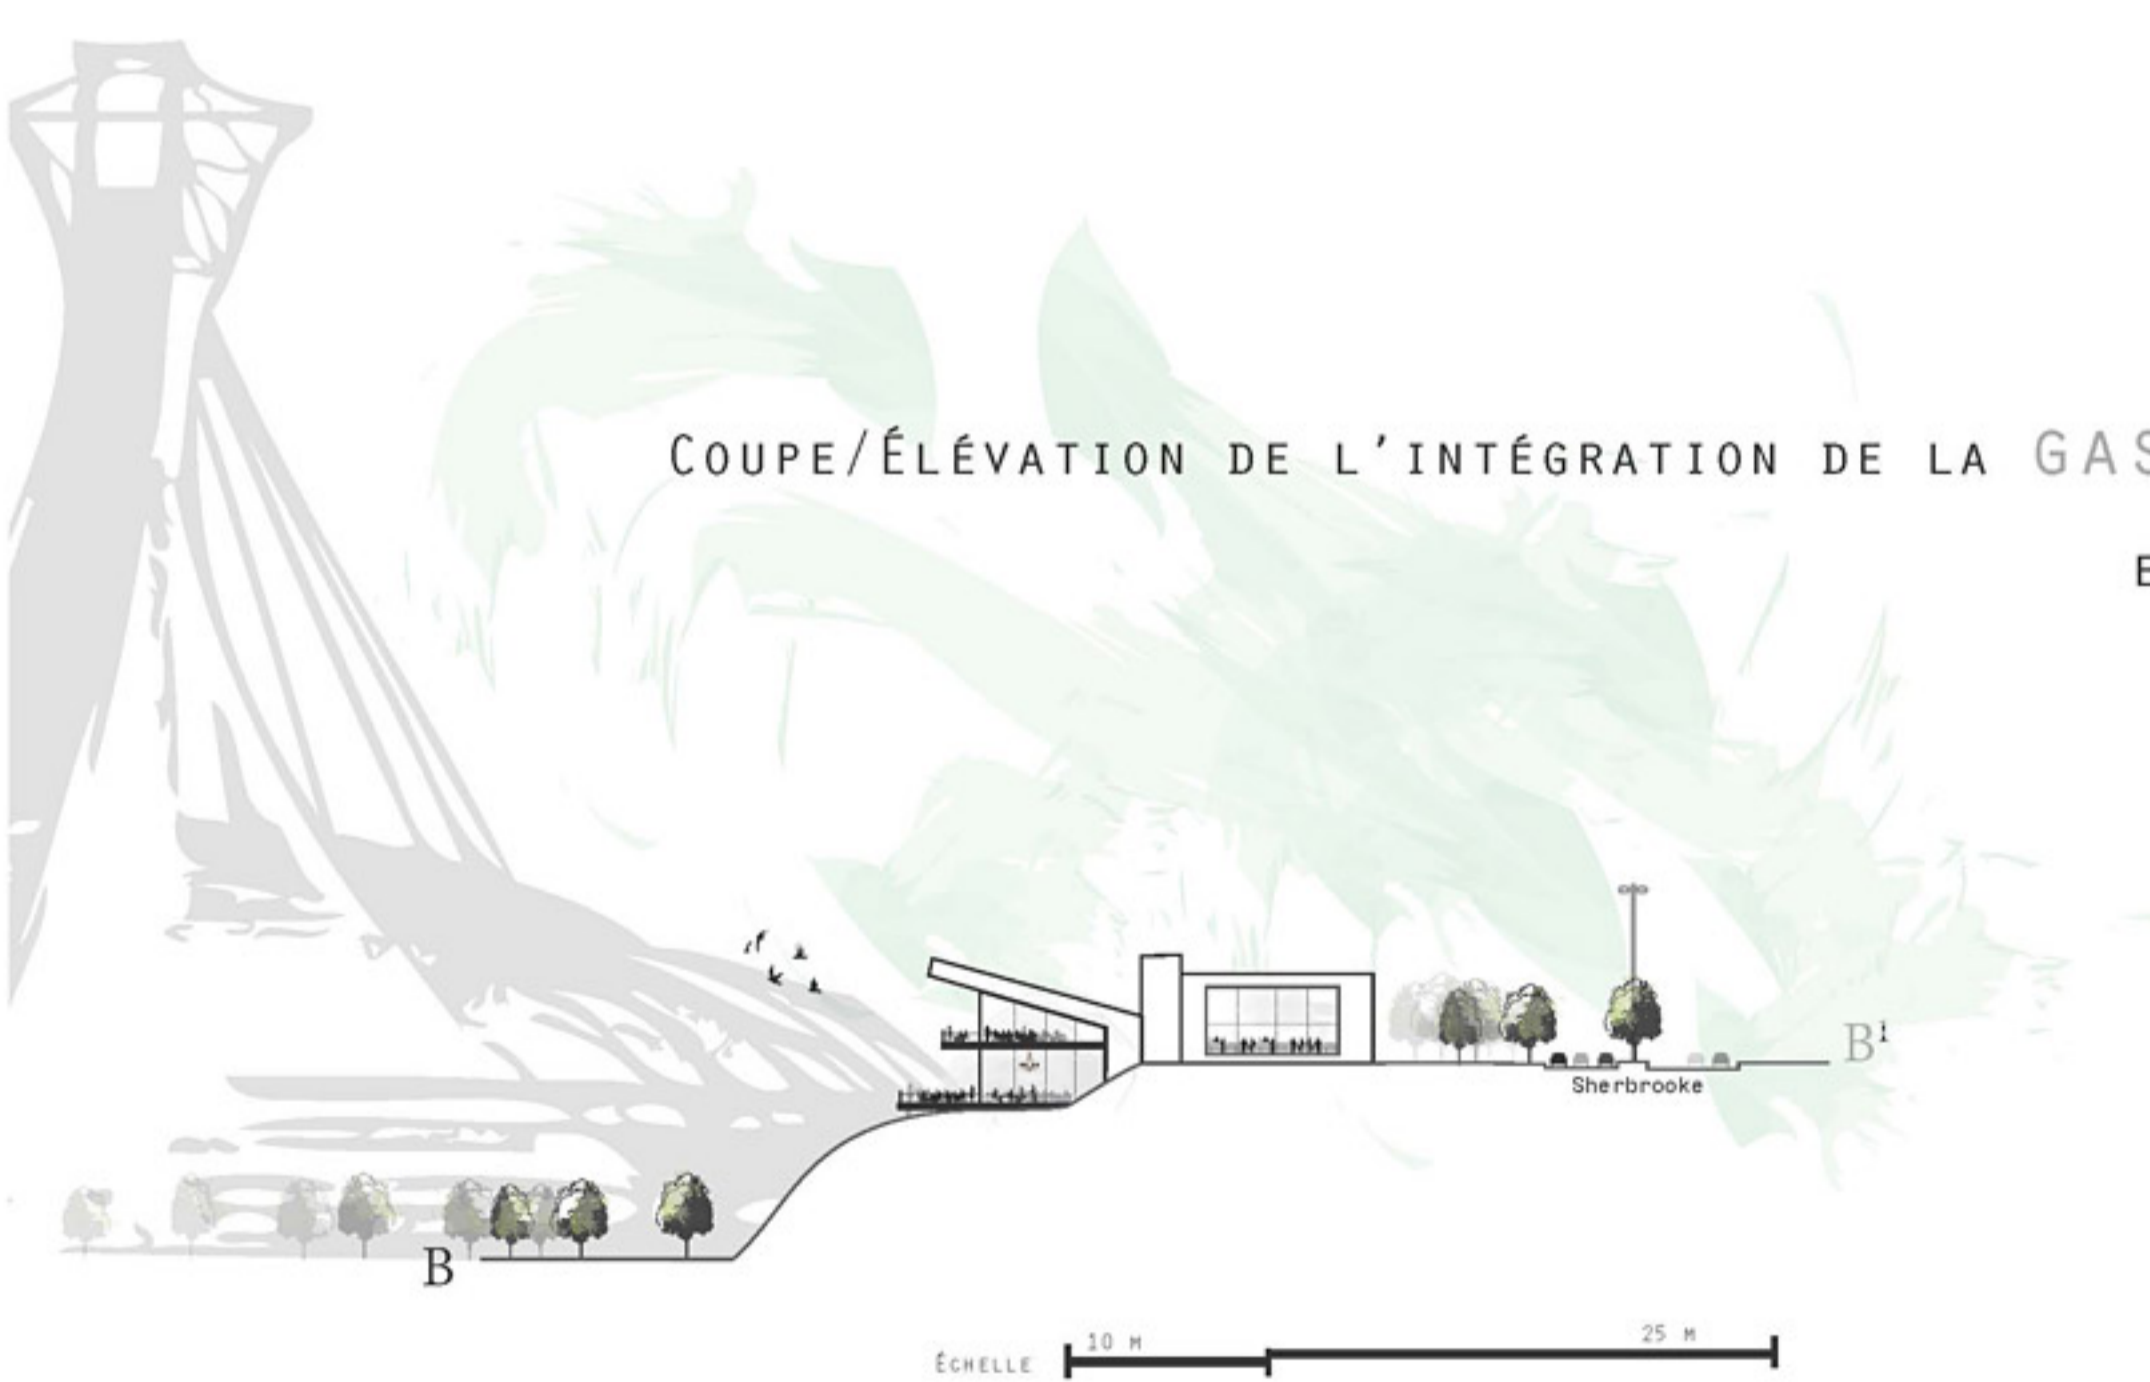 Coupe/Élévation de l'intégration de la GAS
E
B¹
Sherbrooke
B
10 M
25 M
Échelle